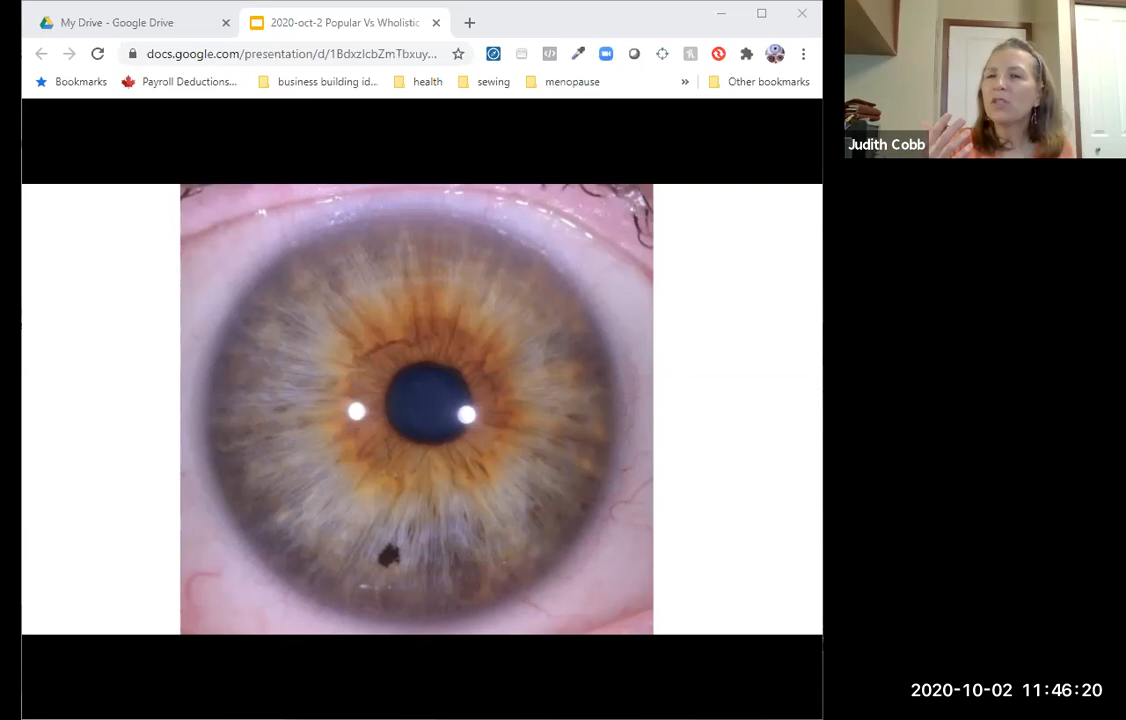 My Drive - Google Drive
2020-oct-2 Popular Vs Wholistic
docs.google.com/presentation/d/1BdxzIcbZmTbxuy...
Bookmarks
Payroll Deductions...
business building id...
health
sewing
menopause
»
Other bookmarks
Judith Cobb
2020-10-02 11:46:20